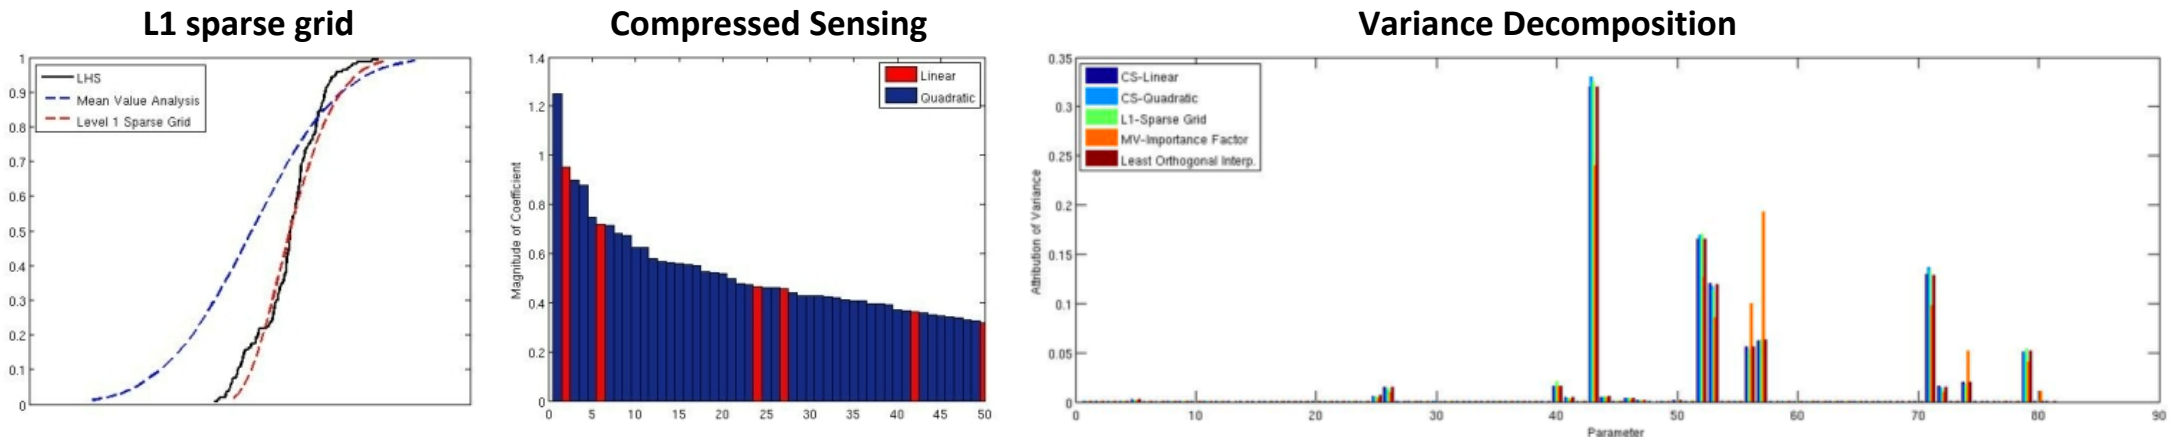 L1 sparse grid
1
0.9
0.8
0.7
0.6
0.5
0.4
0.3
0.2
0.1
0
LHS
Mean Value Analysis
Level 1 Sparse Grid
Compressed Sensing
1.4
1.2
1
0.8
0.6
0.4
0.2
0
Magnitude of Coefficient
Linear
Quadratic
0 5 10 15 20 25 30 35 40 45 50
Variance Decomposition
0.35
0.3
0.25
0.2
0.15
0.1
0.05
0
Attribution of Variance
CS-Linear
CS-Quadratic
L1-Sparse Grid
MV-Importance Factor
Least Orthogonal Interp.
0 10 20 30 40 50 60 70 80 90
Parameter